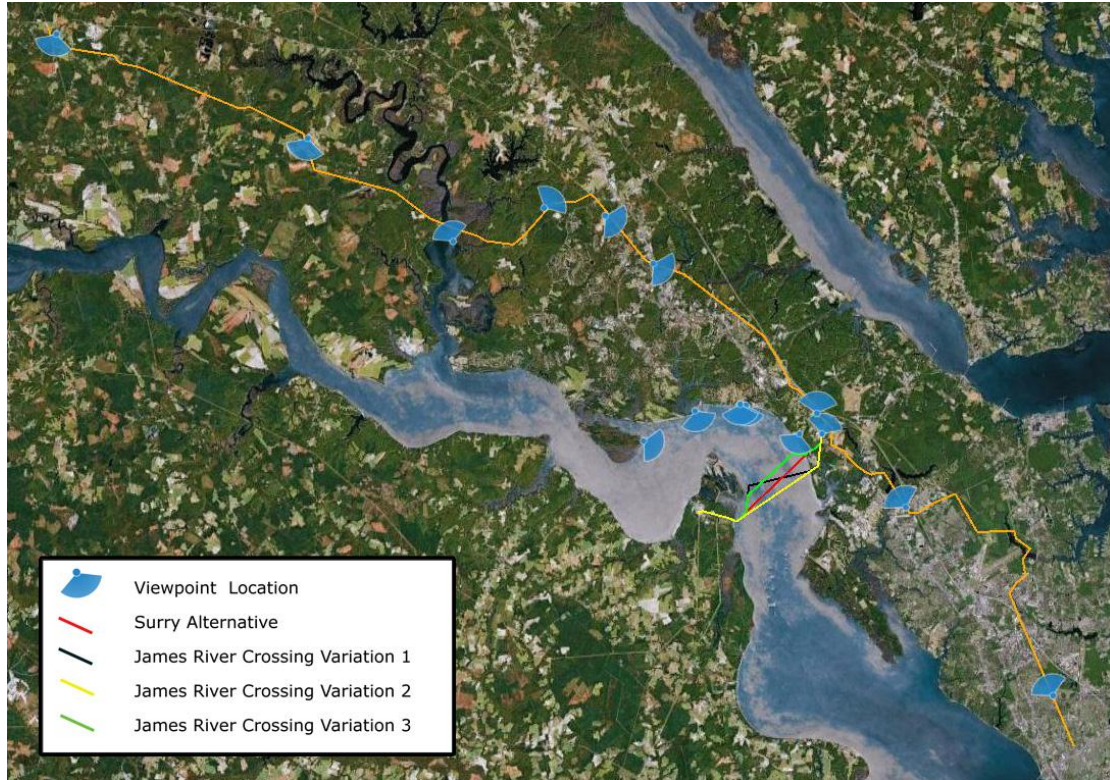 Viewpoint Location
Surry Alternative
James River Crossing Variation 1
James River Crossing Variation 2
James River Crossing Variation 3